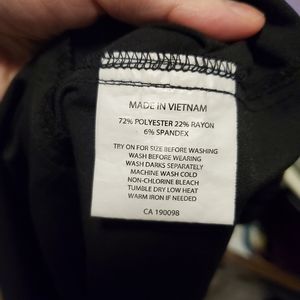 MADE IN VIETNAM
72% POLYESTER 22% RAYON
6% SPANDEX
TRY ON FOR SIZE BEFORE WASHING
WASH BEFORE WEARING
WASH DARKS SEPARATELY
MACHINE WASH COLD
NON-CHLORINE BLEACH
TUMBLE DRY LOW HEAT
WARM IRON IF NEEDED
CA 190098